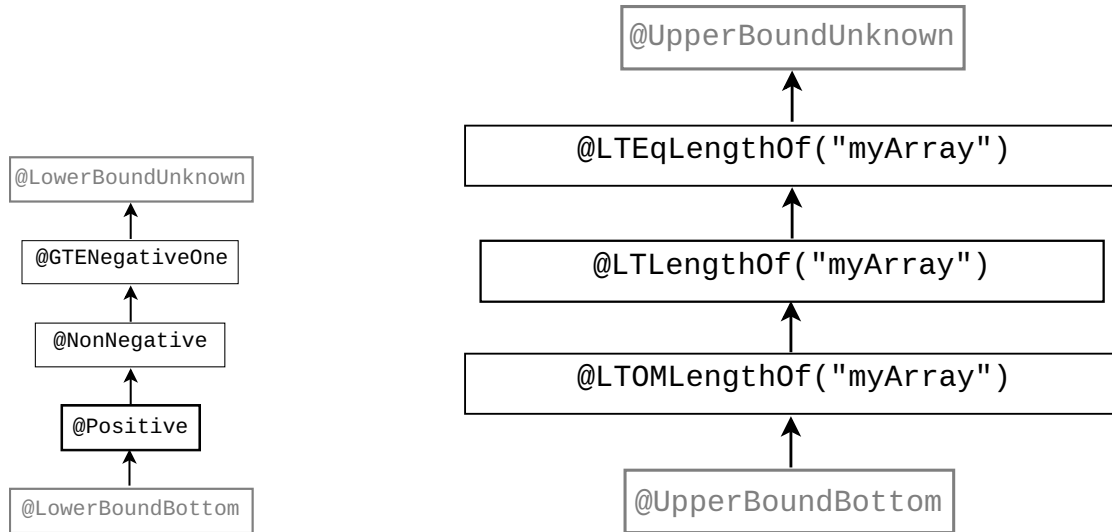 @LowerBoundUnknown
@GTENegativeOne
@NonNegative
@Positive
@LowerBoundBottom
@UpperBoundUnknown
@LTEqLengthOf("myArray")
@LTLengthOf("myArray")
@LTOMLengthOf("myArray")
@UpperBoundBottom